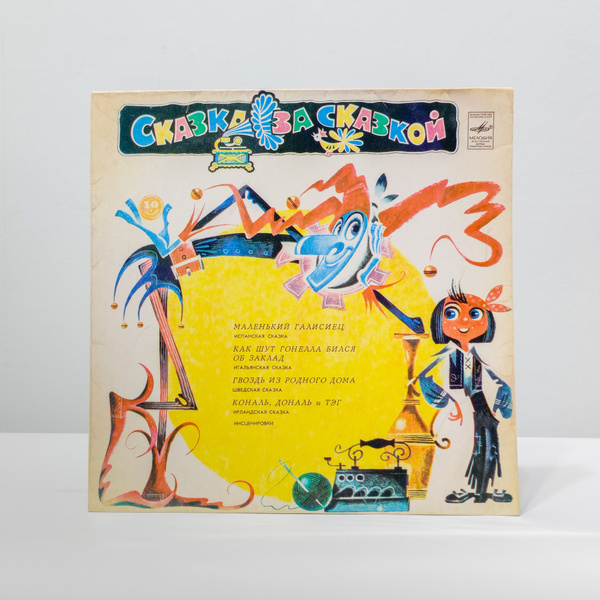 СКАЗКА ЗА СКАЗКОЙ
МЕЛОДИЯ
10
МАЛЕНЬКИЙ ГАЛИСИЕЦ
ИСПАНСКАЯ СКАЗКА
КАК ШУТ ГОНЕЛЛА БИЛСЯ
ОБ ЗАКЛАД
ИТАЛЬЯНСКАЯ СКАЗКА
ГВОЗДЬ ИЗ РОДНОГО ДОМА
ШВЕДСКАЯ СКАЗКА
КОНАЛЬ, ДОНАЛЬ и ТЭГ
ИРЛАНДСКАЯ СКАЗКА
ИНСЦЕНИРОВКИ